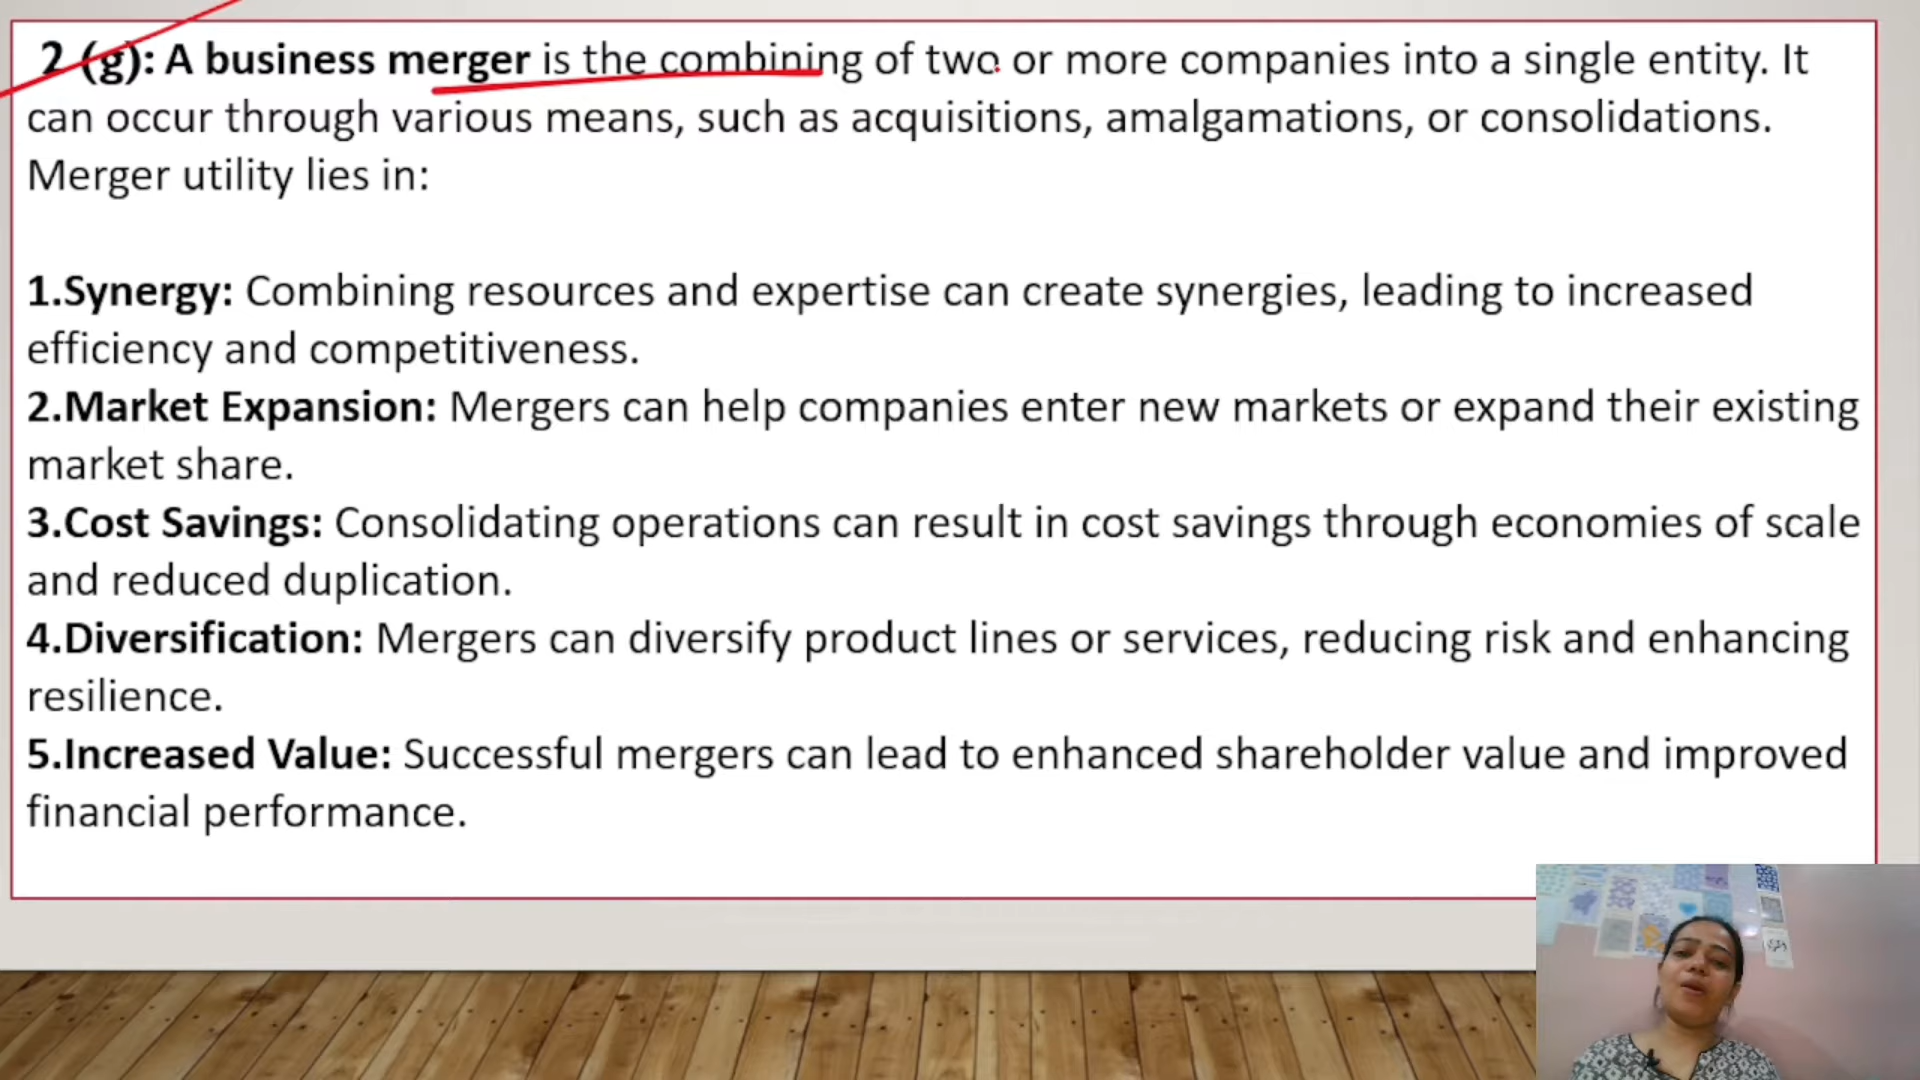 2 (g): A business merger is the combining of two or more companies into a single entity. It
can occur through various means, such as acquisitions, amalgamations, or consolidations.
Merger utility lies in:
1.Synergy: Combining resources and expertise can create synergies, leading to increased
efficiency and competitiveness.
2.Market Expansion: Mergers can help companies enter new markets or expand their existing
market share.
3.Cost Savings: Consolidating operations can result in cost savings through economies of scale
and reduced duplication.
4.Diversification: Mergers can diversify product lines or services, reducing risk and enhancing
resilience.
5.Increased Value: Successful mergers can lead to enhanced shareholder value and improved
financial performance.